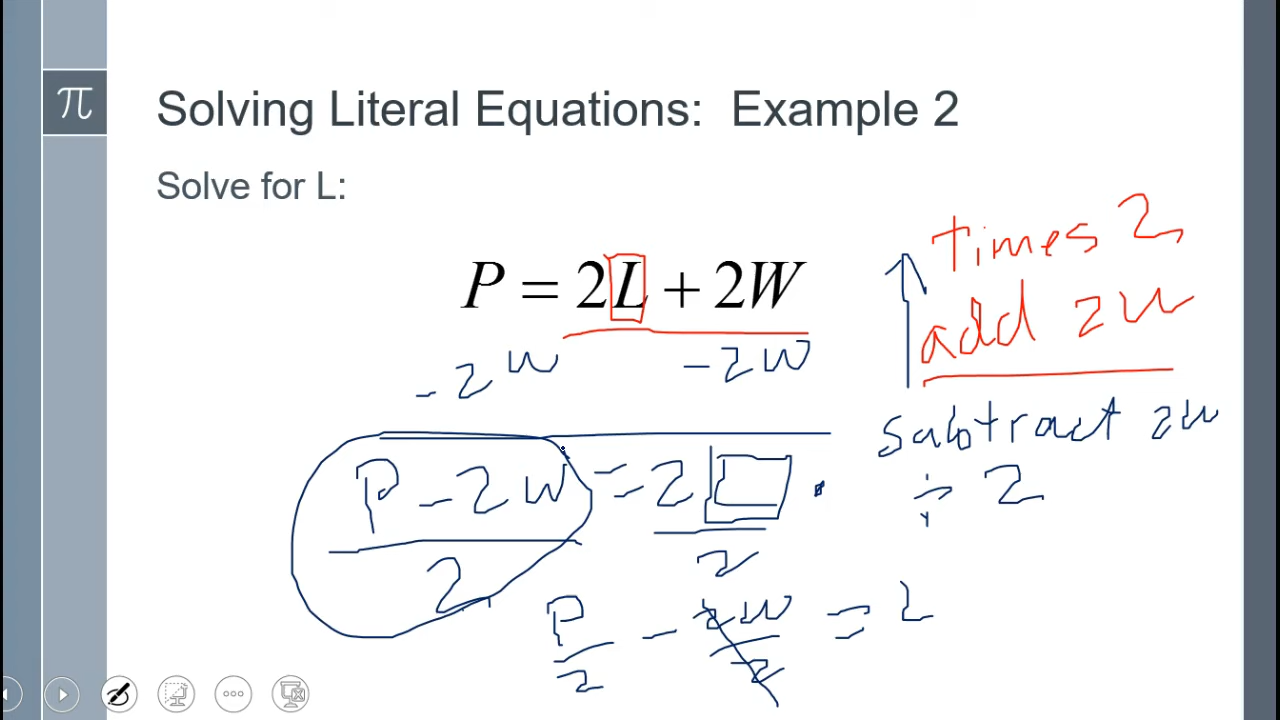 π
Solving Literal Equations: Example 2
Solve for L:
times 2
P = 2L + 2W
add 2W
-2W -2W
subtract 2W
P - 2W = 2L
÷ 2
2 2
P - 2W = L
2 2